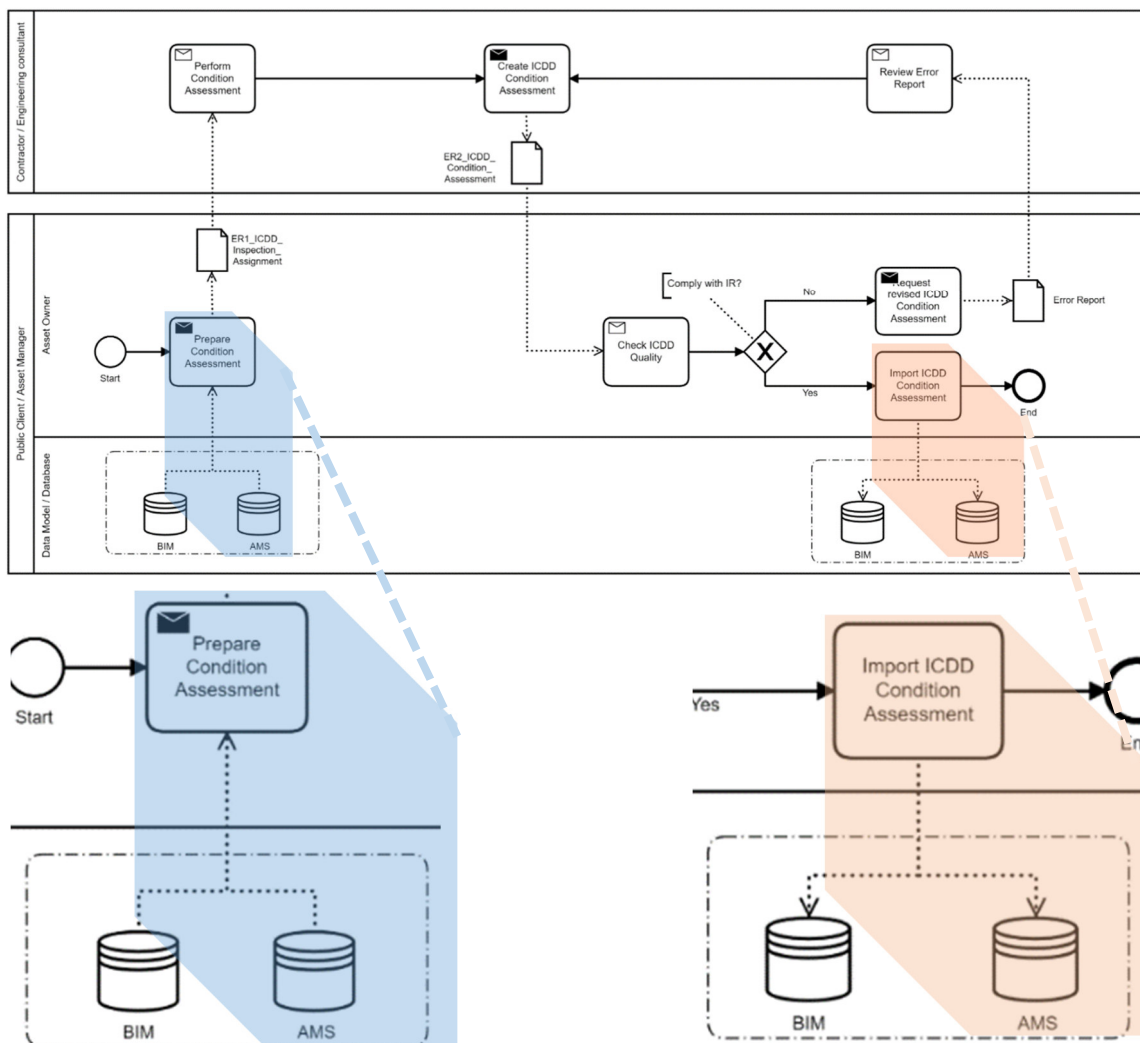 Contractor / Engineering consultant
Perform
Condition
Assessment
Create ICDD
Condition
Assessment
Review Error
Report
ER2_ICDD_
Condition_
Assessment
Public Client / Asset Manager
Asset Owner
ER1_ICDD_
Inspection_
Assignment
Start
Prepare
Condition
Assessment
Check ICDD
Quality
Comply with IR?
No
Yes
Request
revised ICDD
Condition
Assessment
Error Report
Import ICDD
Condition
Assessment
End
Data Model / Database
BIM
AMS
BIM
AMS
Start
Prepare
Condition
Assessment
BIM
AMS
Yes
Import ICDD
Condition
Assessment
BIM
AMS